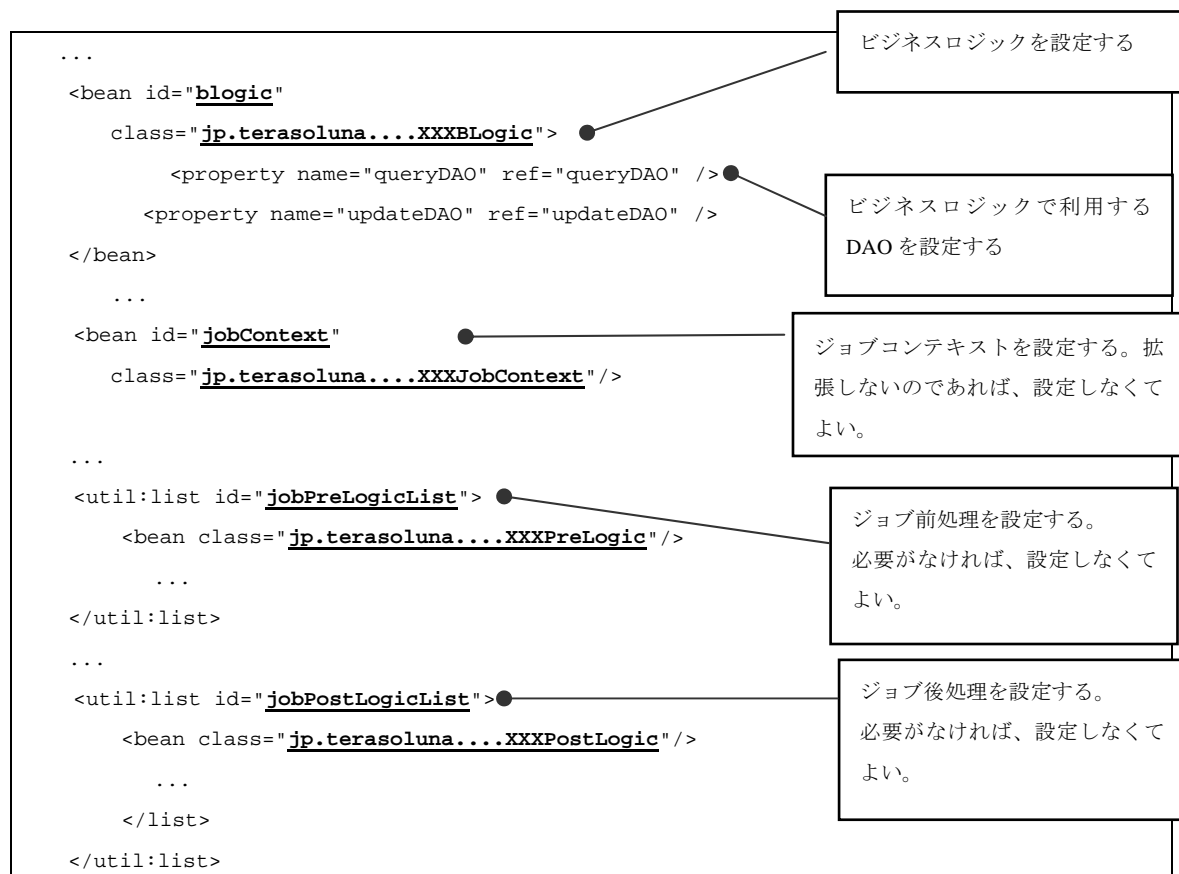 ...
<bean id="blogic"
class="jp.terasoluna....XXXBLogic">
<property name="queryDAO" ref="queryDAO" />
<property name="updateDAO" ref="updateDAO" />
</bean>
...
<bean id="jobContext"
class="jp.terasoluna....XXXJobContext"/>
...
<util:list id="jobPreLogicList">
<bean class="jp.terasoluna....XXXPreLogic"/>
...
</util:list>
...
<util:list id="jobPostLogicList">
<bean class="jp.terasoluna....XXXPostLogic"/>
...
</list>
</util:list>
ビジネスロジックを設定する
ビジネスロジックで利用する
DAO を設定する
ジョブコンテキストを設定する。拡
張しないのであれば、設定しなくて
よい。
ジョブ前処理を設定する。
必要がなければ、設定しなくて
よい。
ジョブ後処理を設定する。
必要がなければ、設定しなくて
よい。